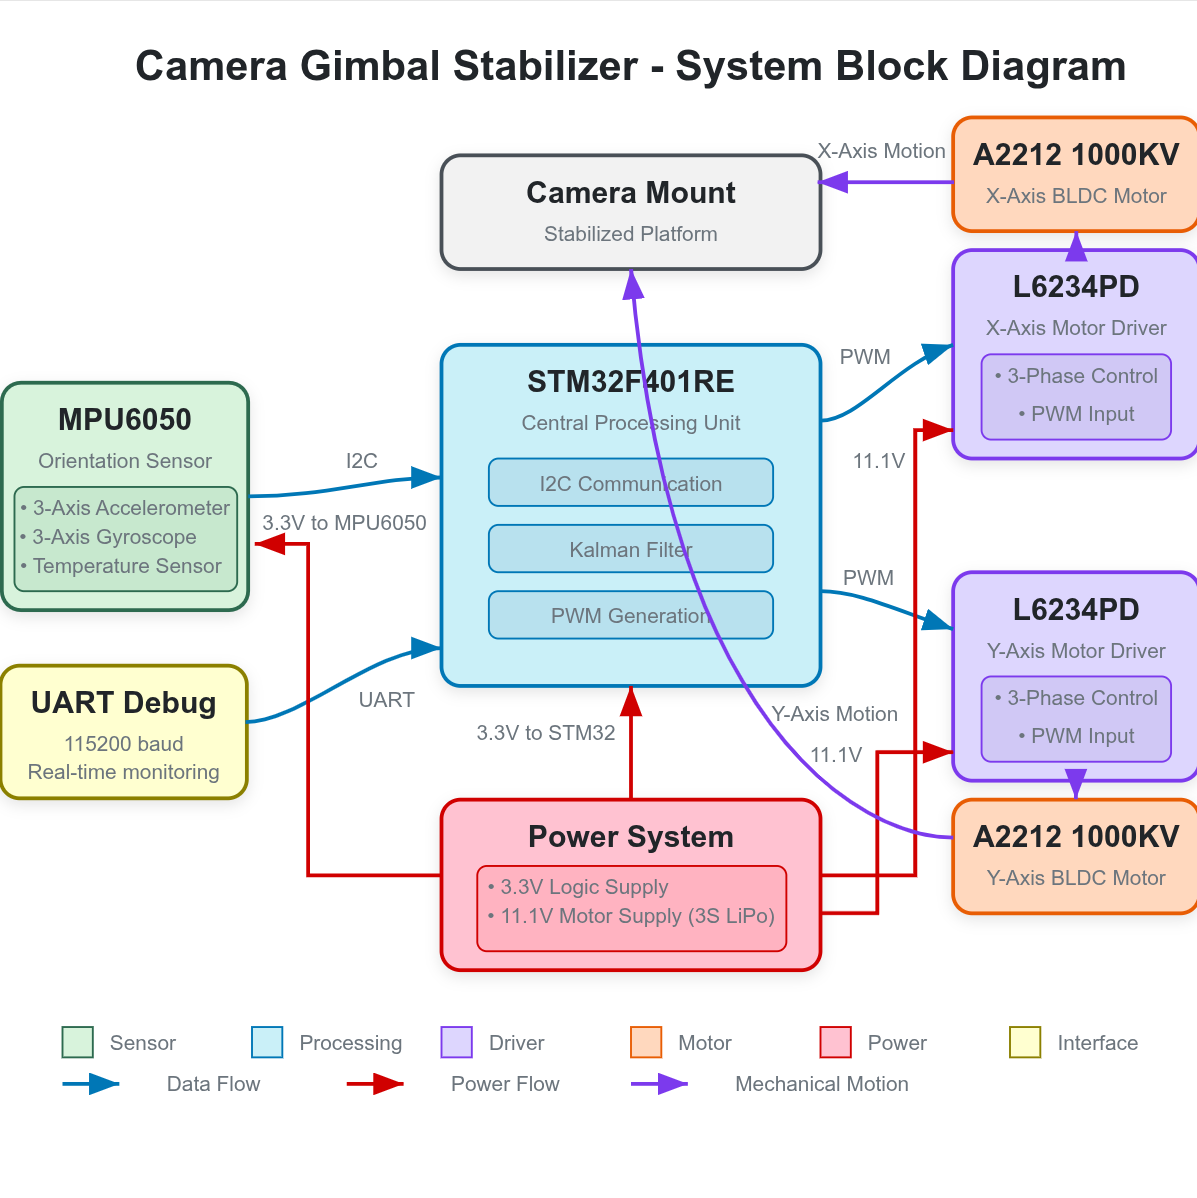 Camera Gimbal Stabilizer - System Block Diagram
A2212 1000KV
X-Axis BLDC Motor
X-Axis Motion
Camera Mount
Stabilized Platform
L6234PD
X-Axis Motor Driver
• 3-Phase Control
• PWM Input
PWM
11.1V
STM32F401RE
Central Processing Unit
I2C Communication
Kalman Filter
PWM Generation
MPU6050
Orientation Sensor
• 3-Axis Accelerometer
• 3-Axis Gyroscope
• Temperature Sensor
I2C
3.3V to MPU6050
UART Debug
115200 baud
Real-time monitoring
UART
PWM
L6234PD
Y-Axis Motor Driver
• 3-Phase Control
• PWM Input
3.3V to STM32
Y-Axis Motion
11.1V
Power System
• 3.3V Logic Supply
• 11.1V Motor Supply (3S LiPo)
A2212 1000KV
Y-Axis BLDC Motor
Sensor
Processing
Driver
Motor
Power
Interface
Data Flow
Power Flow
Mechanical Motion